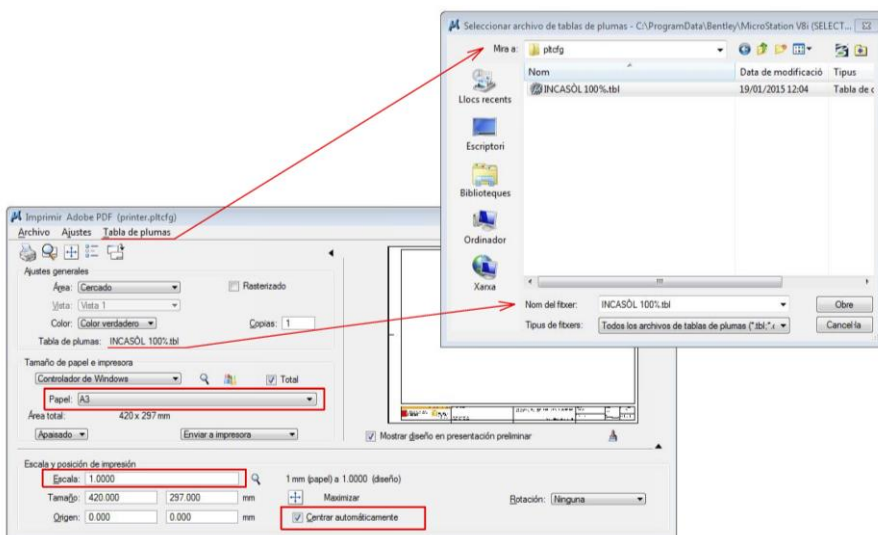 Seleccionar archivo de tablas de plumas - C:\ProgramData\Bentley\MicroStation V8i (SELECT...
Mira a: pltcfg
Nom Data de modificació Tipus
INCASÒL 100%.tbl 19/01/2015 12:04 Tabla de c
Llocs recents
Escriptori
Biblioteques
Ordinador
Xarxa
Nom del fitxer: INCASÒL 100%.tbl Obre
Tipus de fitxers: Todos los archivos de tablas de plumas (*.tbl;*.c Cancel·la
Imprimir Adobe PDF (printer.pltcfg)
Archivo Ajustes Tabla de plumas
Ajustes generales
Área: Cercado Rasterizado
Vista: Vista 1
Color: Color verdadero Copias: 1
Tabla de plumas: INCASÒL 100%.tbl
Tamaño de papel e impresora
Controlador de Windows Total
Papel: A3
Área total: 420 x 297 mm
Apaisado Enviar a impresora
Mostrar diseño en presentación preliminar
Escala y posición de impresión
Escala: 1.0000 1 mm (papel) a 1.0000 (diseño)
Tamaño: 420.000 297.000 mm Maximizar Rotación: Ninguna
Origen: 0.000 0.000 mm Centrar automáticamente